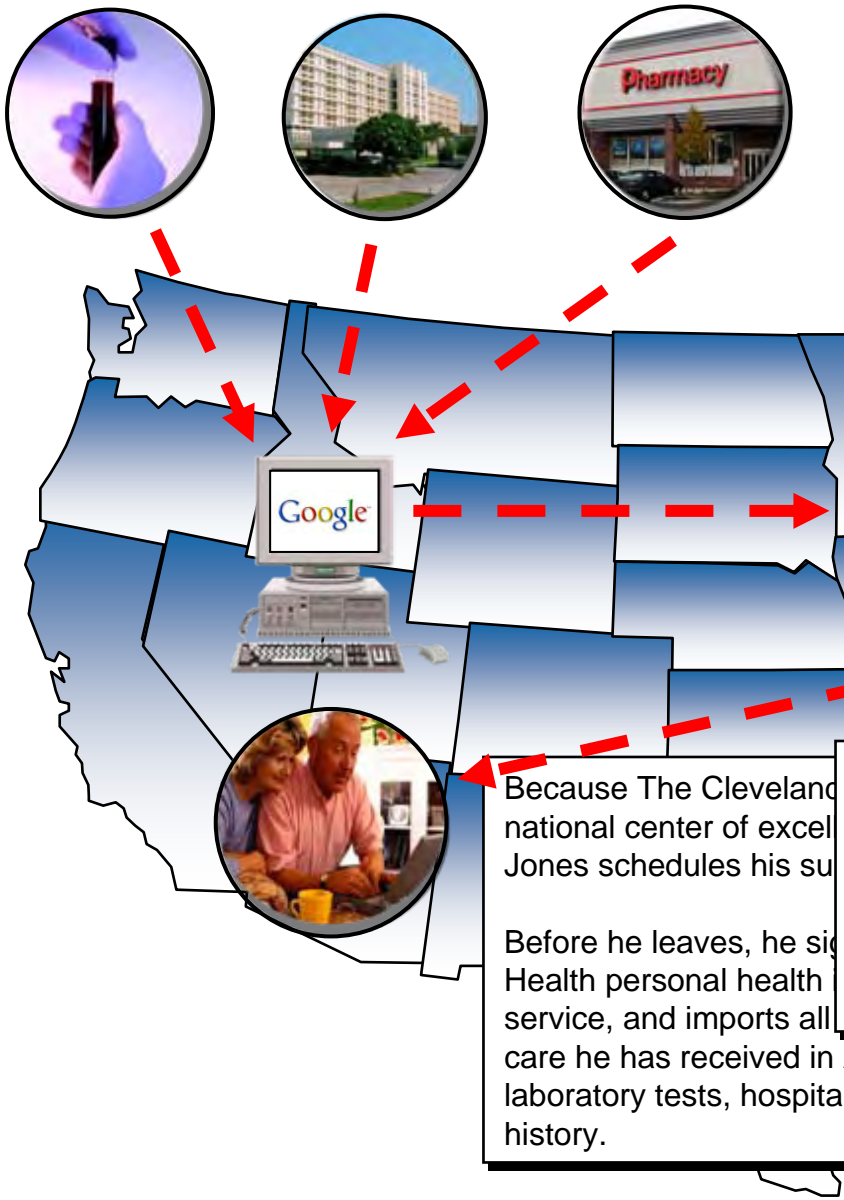 Pharmacy
Google
Because The Cleveland
national center of excel
Jones schedules his su
Before he leaves, he sig
Health personal health
service, and imports all
care he has received in
laboratory tests, hospita
history.